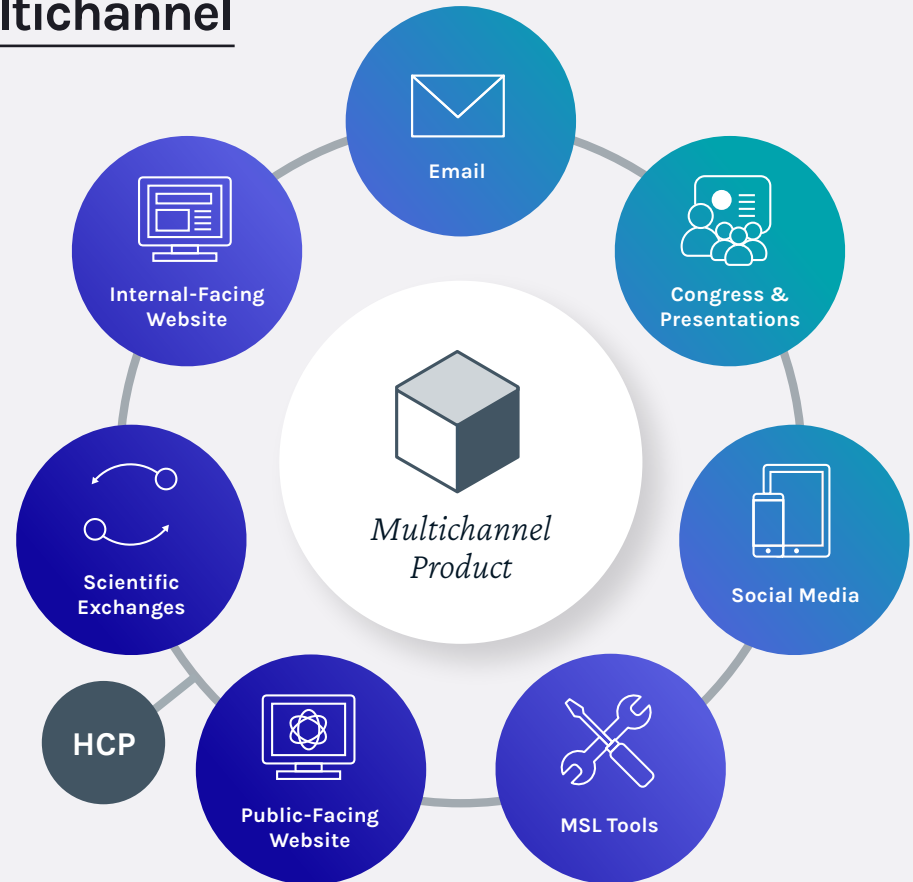 ltichannel
Email
Congress &
Presentations
Social Media
MSL Tools
Public-Facing
Website
HCP
Scientific
Exchanges
Internal-Facing
Website
Multichannel
Product